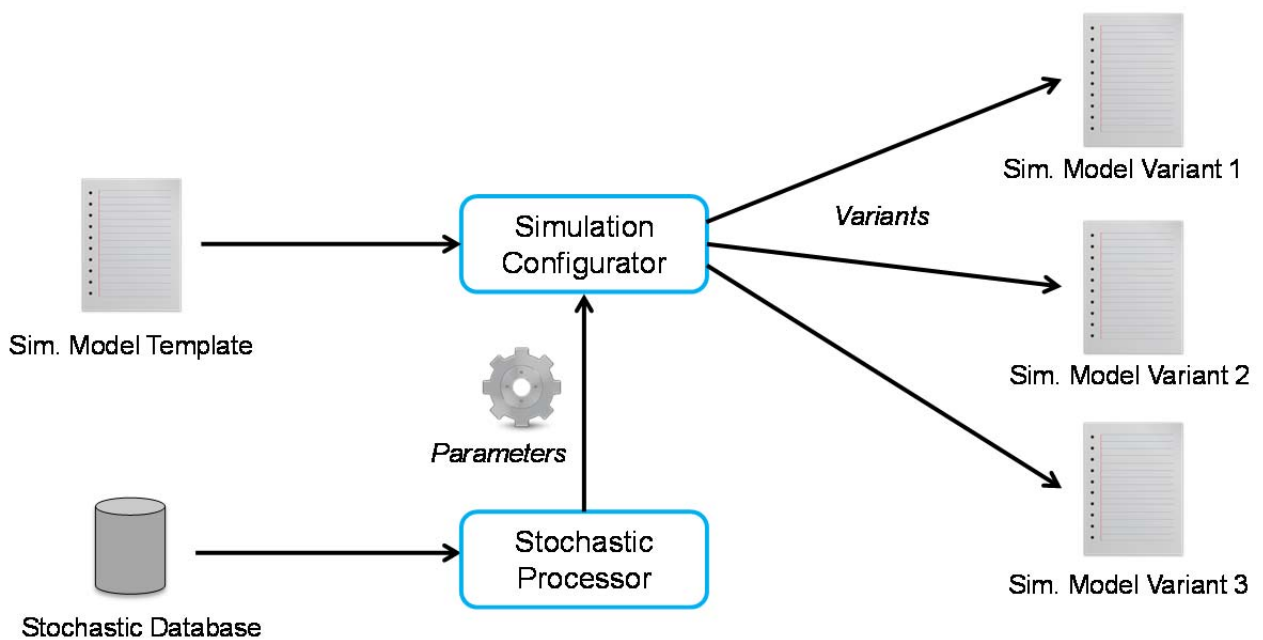 Sim. Model Variant 1
Simulation
Configurator
Variants
Sim. Model Template
Sim. Model Variant 2
Parameters
Stochastic
Processor
Sim. Model Variant 3
Stochastic Database